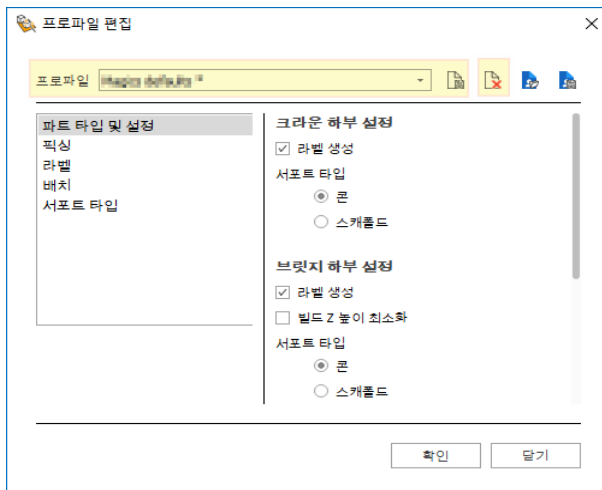 프로파일 편집
프로파일
파트 타입 및 설정
픽싱
라벨
배치
서포트 타입
크라운 하부 설정
라벨 생성
서포트 타입
콘
스캐폴드
브릿지 하부 설정
라벨 생성
빌드 Z 높이 최소화
서포트 타입
콘
스캐폴드
확인
닫기